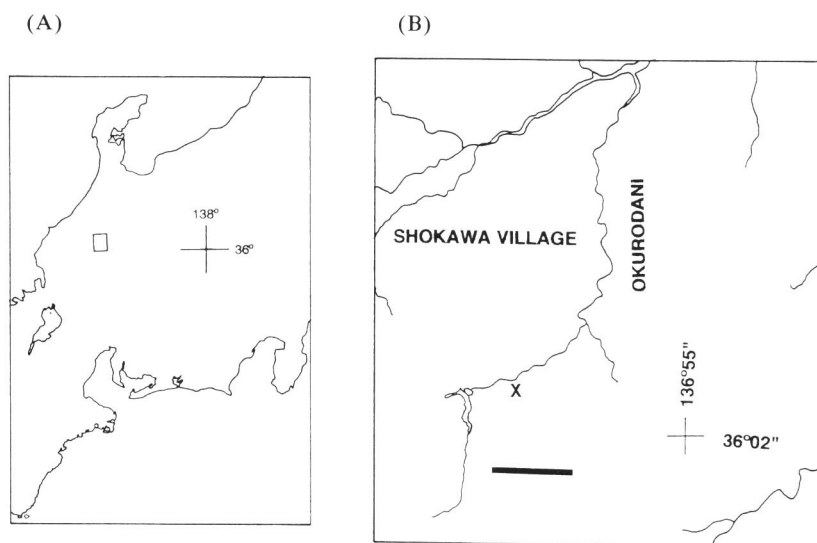 (A)
138°
36°
(B)
SHOKAWA VILLAGE
OKURODANI
X
136°55"
36°02"